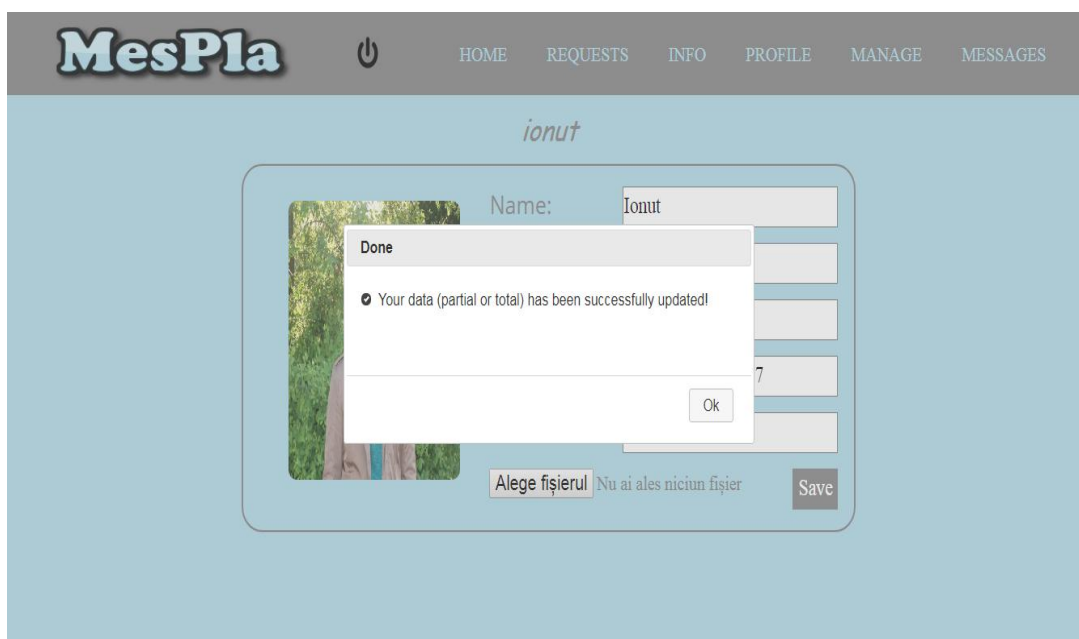 MesPla
HOME REQUESTS INFO PROFILE MANAGE MESSAGES
ionut
Name: Ionut
Done
Your data (partial or total) has been successfully updated!
7
Ok
Alege fișierul Nu ai ales niciun fișier Save